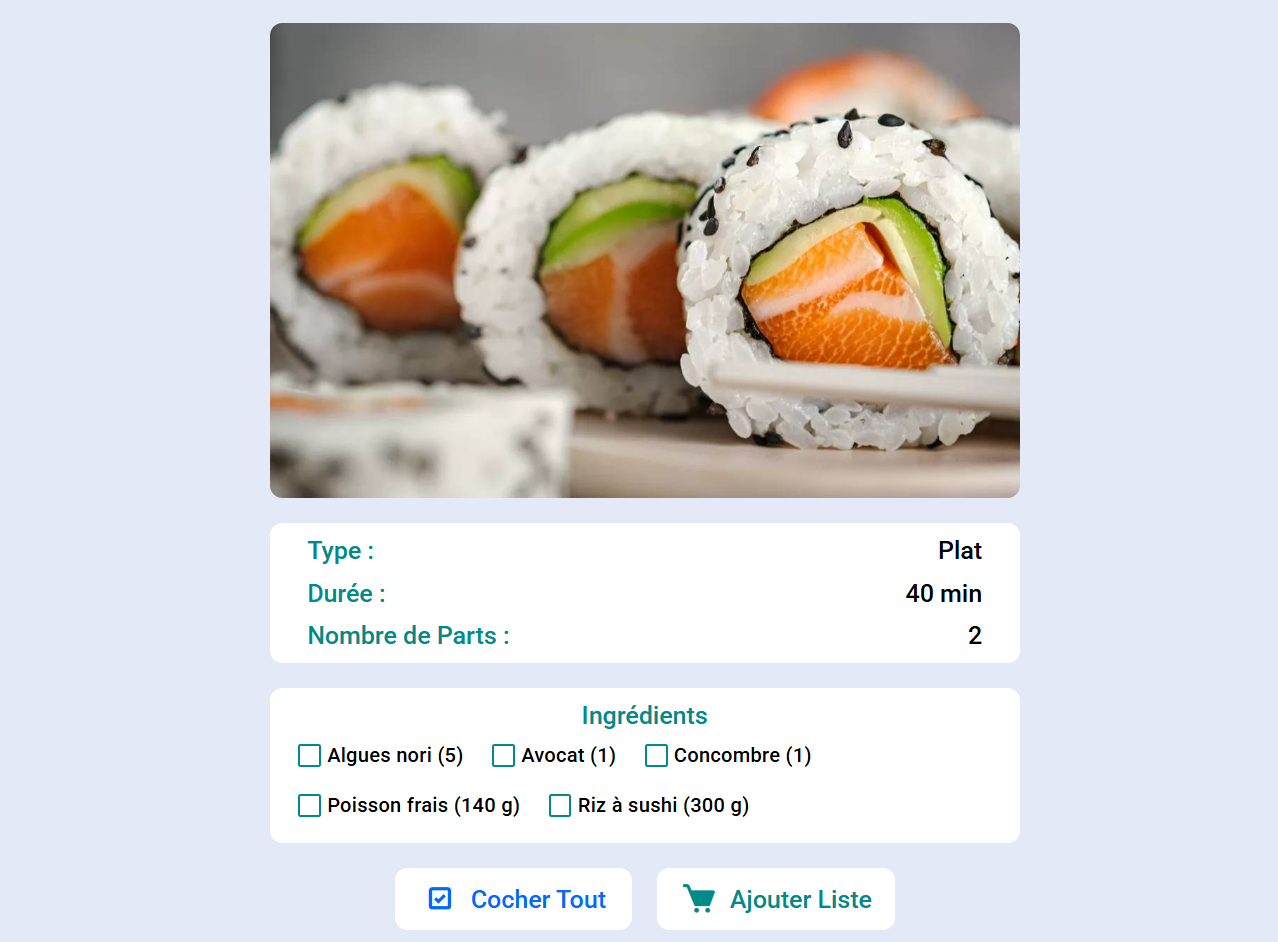 Type : Plat
Durée : 40 min
Nombre de Parts : 2
Ingrédients
Algues nori (5) Avocat (1) Concombre (1)
Poisson frais (140 g) Riz à sushi (300 g)
Cocher Tout Ajouter Liste